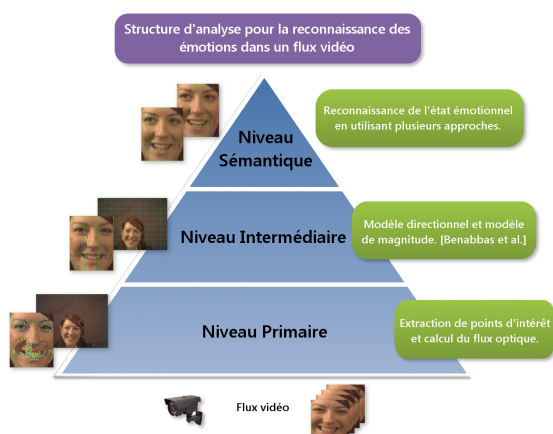 Structure d'analyse pour la reconnaissance des
émotions dans un flux vidéo
Niveau
Sémantique
Reconnaissance de l'état émotionnel
en utilisant plusieurs approches.
Niveau Intermédiaire
Modèle directionnel et modèle
de magnitude. [Benabbas et al.]
Niveau Primaire
Extraction de points d'intérêt
et calcul du flux optique.
Flux vidéo